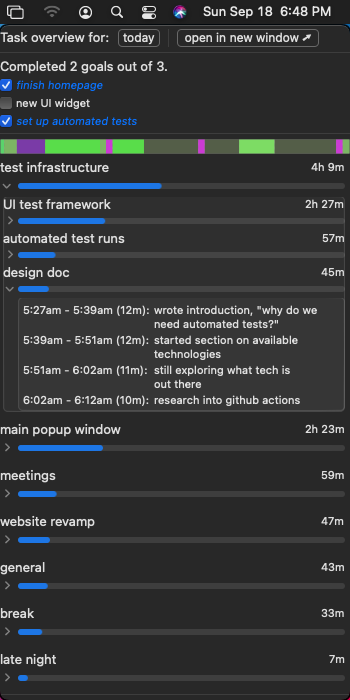 Sun Sep 18 6:48 PM
Task overview for: today open in new window ➚
Completed 2 goals out of 3.
finish homepage
new UI widget
set up automated tests
test infrastructure 4h 9m
UI test framework 2h 27m
automated test runs 57m
design doc 45m
5:27am - 5:39am (12m): wrote introduction, "why do we
need automated tests?"
5:39am - 5:51am (12m): started section on available
technologies
5:51am - 6:02am (11m): still exploring what tech is
out there
6:02am - 6:12am (10m): research into github actions
main popup window 2h 23m
meetings 59m
website revamp 47m
general 43m
break 33m
late night 7m